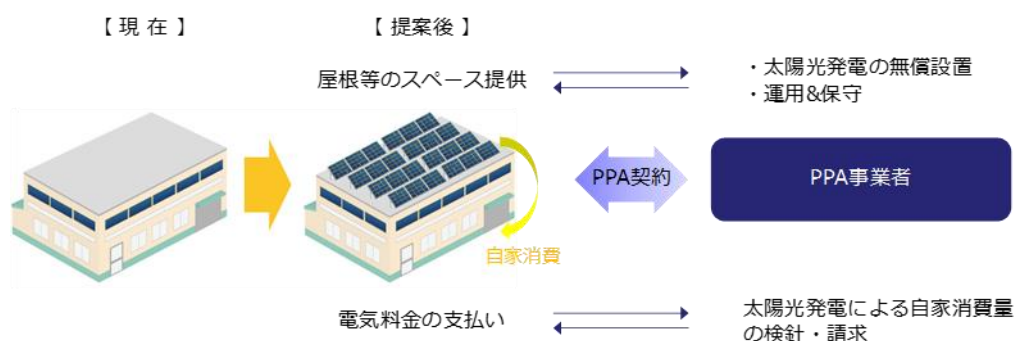 【 現 在 】
【 提案後 】
屋根等のスペース提供
・太陽光発電の無償設置
・運用&保守
PPA契約
PPA事業者
自家消費
電気料金の支払い
太陽光発電による自家消費量
の検針・請求